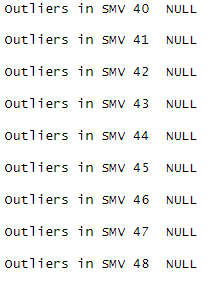 Outliers in SMV 40  NULL
Outliers in SMV 41  NULL
Outliers in SMV 42  NULL
Outliers in SMV 43  NULL
Outliers in SMV 44  NULL
Outliers in SMV 45  NULL
Outliers in SMV 46  NULL
Outliers in SMV 47  NULL
Outliers in SMV 48  NULL